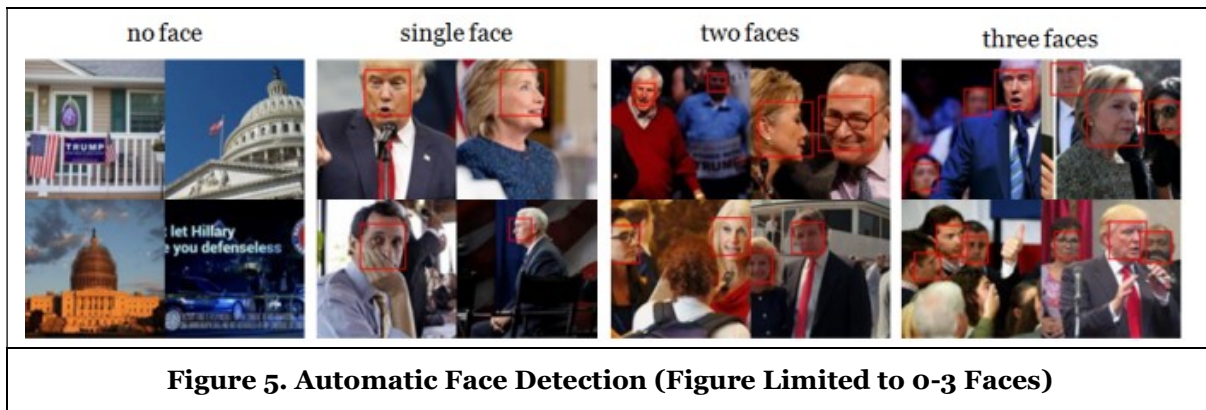 no face
single face
two faces
three faces
TRUMP
let Hillary
you defenseless
TRUMP
Figure 5. Automatic Face Detection (Figure Limited to 0-3 Faces)